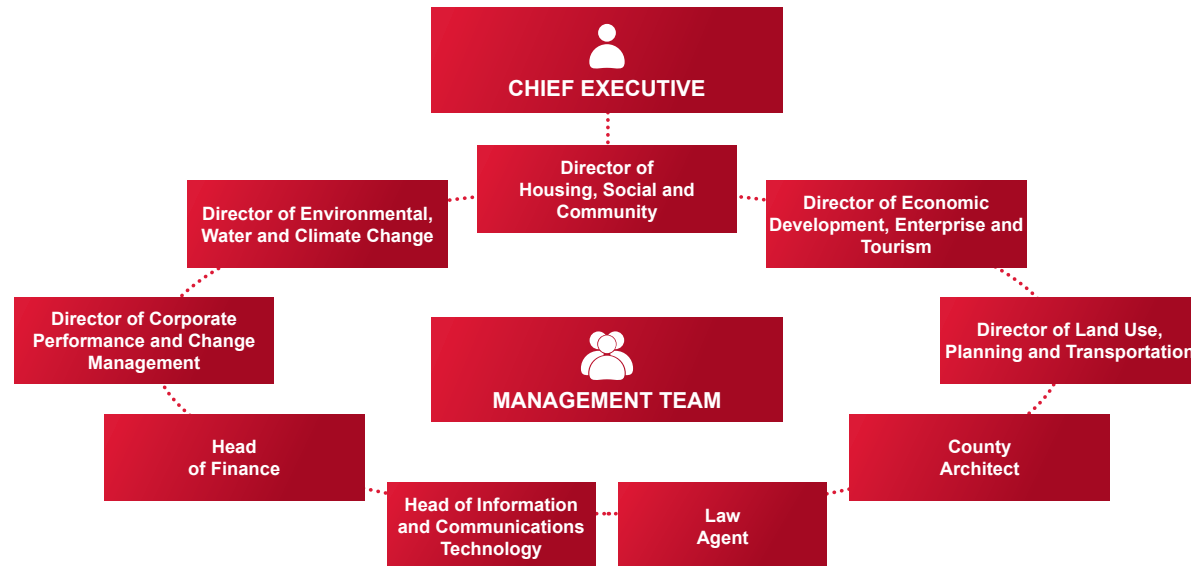 CHIEF EXECUTIVE
Director of
Housing, Social and
Community
Director of Environmental,
Water and Climate Change
Director of Economic
Development, Enterprise and
Tourism
Director of Corporate
Performance and Change
Management
MANAGEMENT TEAM
Director of Land Use,
Planning and Transportation
Head
of Finance
County
Architect
Head of Information
and Communications
Technology
Law
Agent